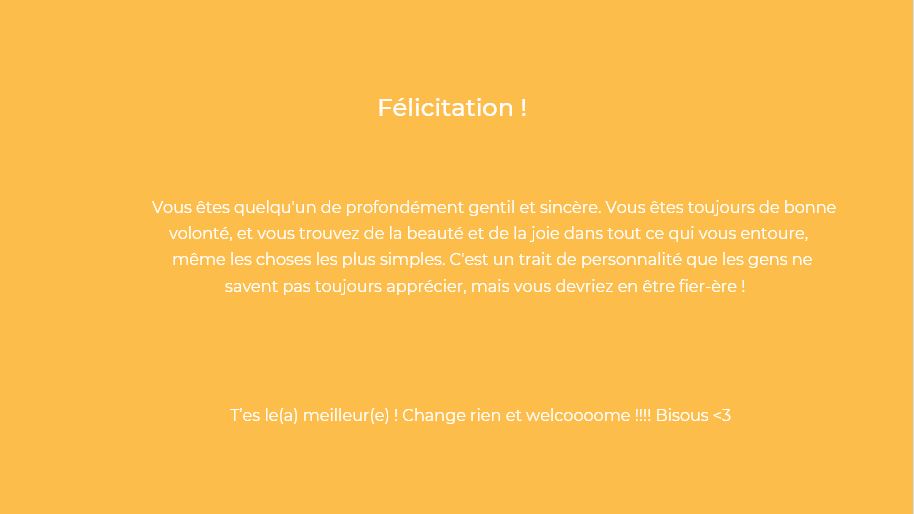 Félicitation !
Vous êtes quelqu'un de profondément gentil et sincère. Vous êtes toujours de bonne
volonté, et vous trouvez de la beauté et de la joie dans tout ce qui vous entoure,
même les choses les plus simples. C'est un trait de personnalité que les gens ne
savent pas toujours apprécier, mais vous devriez en être fier-ère !
T'es le(a) meilleur(e) ! Change rien et welcoooome !!!! Bisous <3